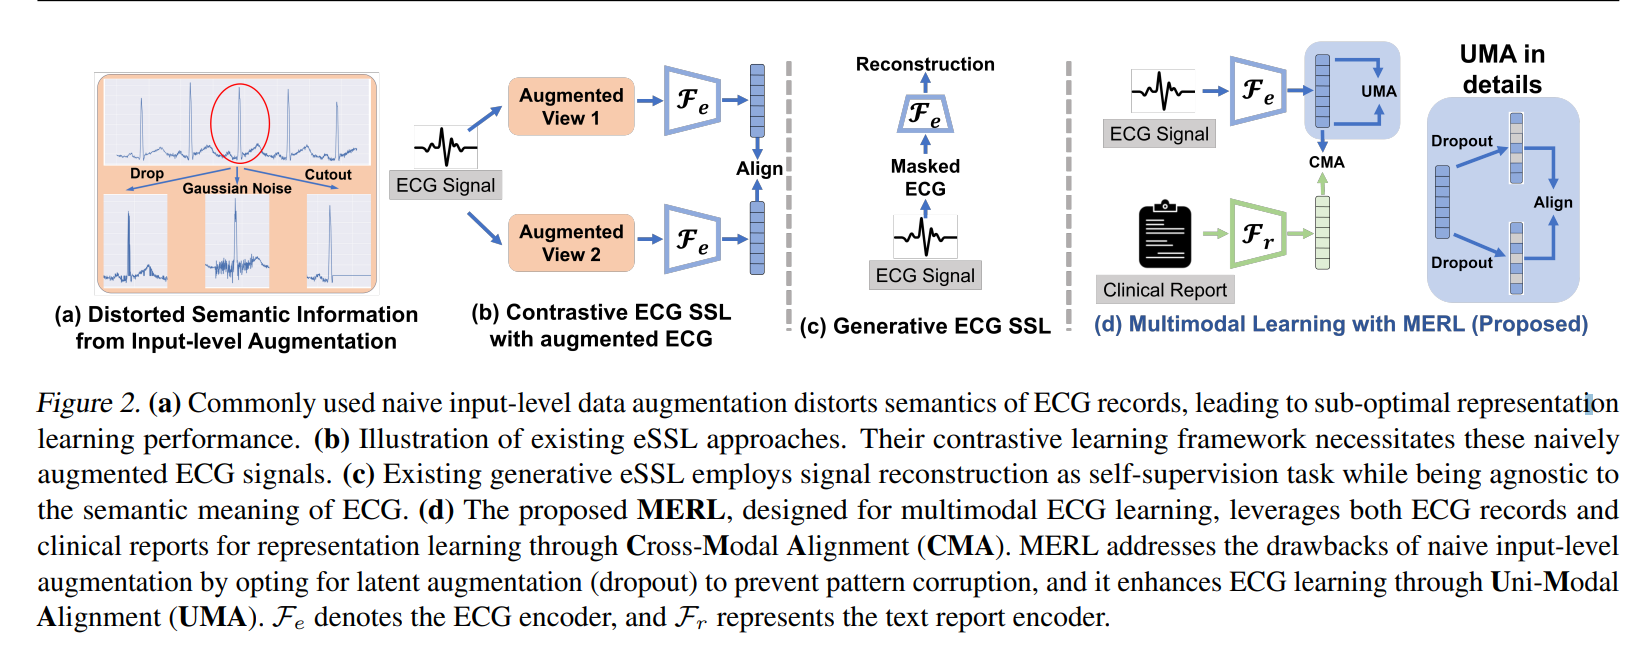 Drop
Gaussian Noise
Cutout
(a) Distorted Semantic Information
from Input-level Augmentation
ECG Signal
Augmented
View 1
Augmented
View 2
ℱe
ℱe
Align
(b) Contrastive ECG SSL
with augmented ECG
Reconstruction
ℱe
Masked
ECG
ECG Signal
(c) Generative ECG SSL
ECG Signal
ℱe
UMA
CMA
Clinical Report
ℱr
UMA in
details
Dropout
Align
Dropout
(d) Multimodal Learning with MERL (Proposed)
Figure 2. (a) Commonly used naive input-level data augmentation distorts semantics of ECG records, leading to sub-optimal representation
learning performance. (b) Illustration of existing eSSL approaches. Their contrastive learning framework necessitates these naively
augmented ECG signals. (c) Existing generative eSSL employs signal reconstruction as self-supervision task while being agnostic to
the semantic meaning of ECG. (d) The proposed MERL, designed for multimodal ECG learning, leverages both ECG records and
clinical reports for representation learning through Cross-Modal Alignment (CMA). MERL addresses the drawbacks of naive input-level
augmentation by opting for latent augmentation (dropout) to prevent pattern corruption, and it enhances ECG learning through Uni-Modal
Alignment (UMA). ℱe denotes the ECG encoder, and ℱr represents the text report encoder.